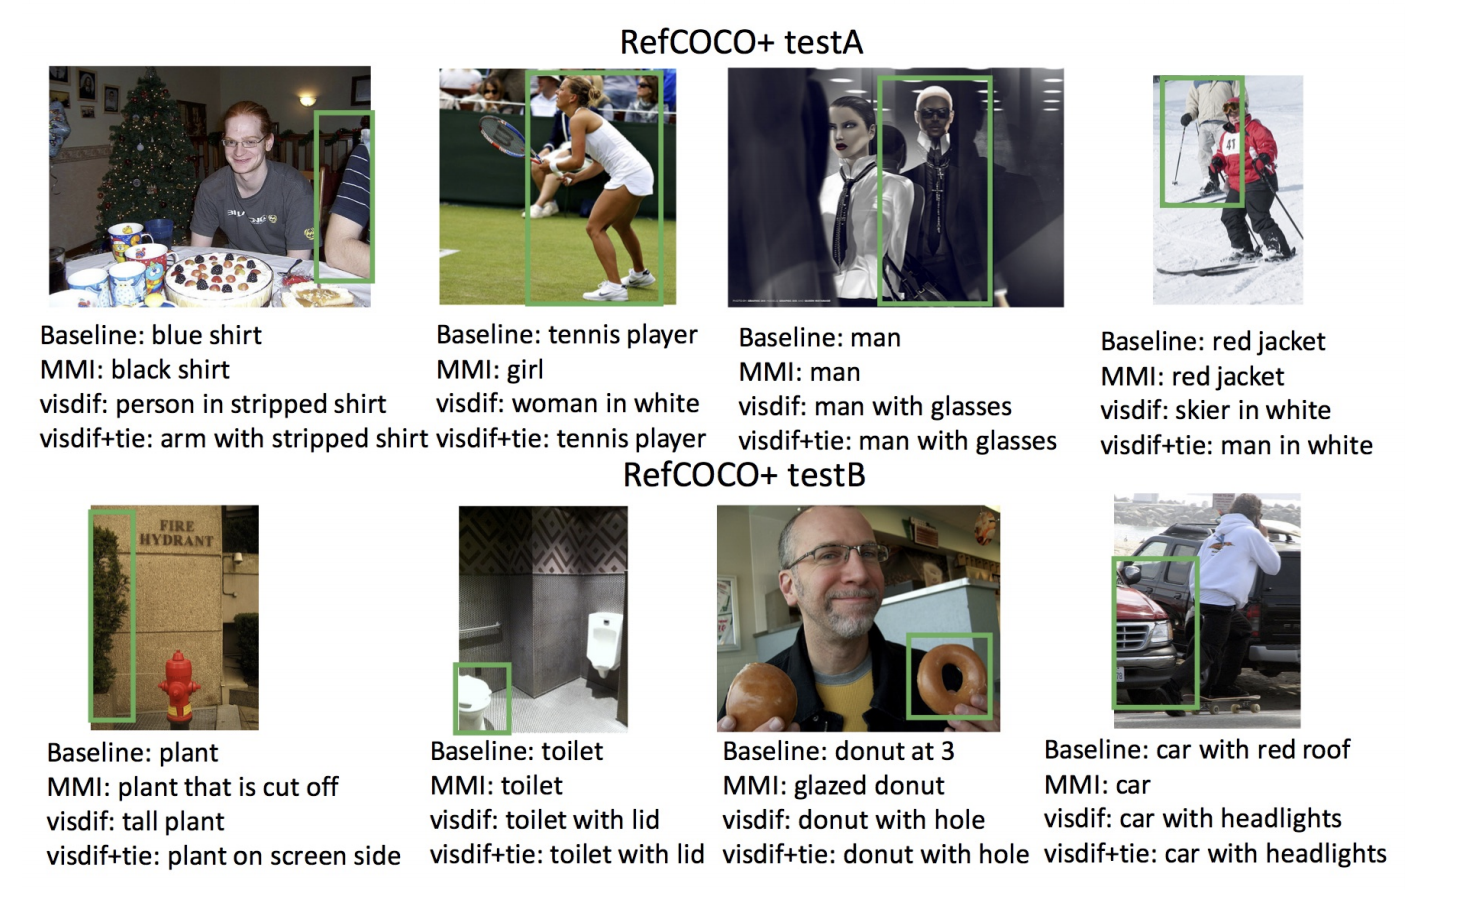 RefCOCO+ testA
41
Baseline: blue shirt
MMI: black shirt
visdif: person in stripped shirt
visdif+tie: arm with stripped shirt
Baseline: tennis player
MMI: girl
visdif: woman in white
visdif+tie: tennis player
Baseline: man
MMI: man
visdif: man with glasses
visdif+tie: man with glasses
Baseline: red jacket
MMI: red jacket
visdif: skier in white
visdif+tie: man in white
RefCOCO+ testB
FIRE
HYDRANT
Baseline: plant
MMI: plant that is cut off
visdif: tall plant
visdif+tie: plant on screen side
Baseline: toilet
MMI: toilet
visdif: toilet with lid
visdif+tie: toilet with lid
Baseline: donut at 3
MMI: glazed donut
visdif: donut with hole
visdif+tie: donut with hole
Baseline: car with red roof
MMI: car
visdif: car with headlights
visdif+tie: car with headlights